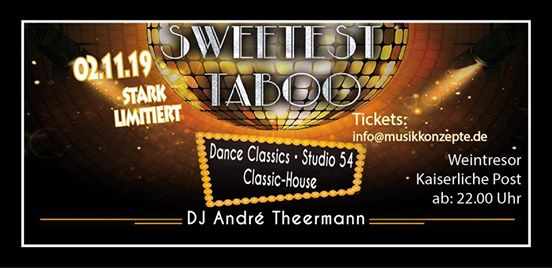 SWEETEST
TABOO
02.11.19
STARK
LIMITIERT
Tickets:
info@musikkonzepte.de
Dance Classics • Studio 54
Classic-House
Weintresor
Kaiserliche Post
ab: 22.00 Uhr
DJ André Theermann